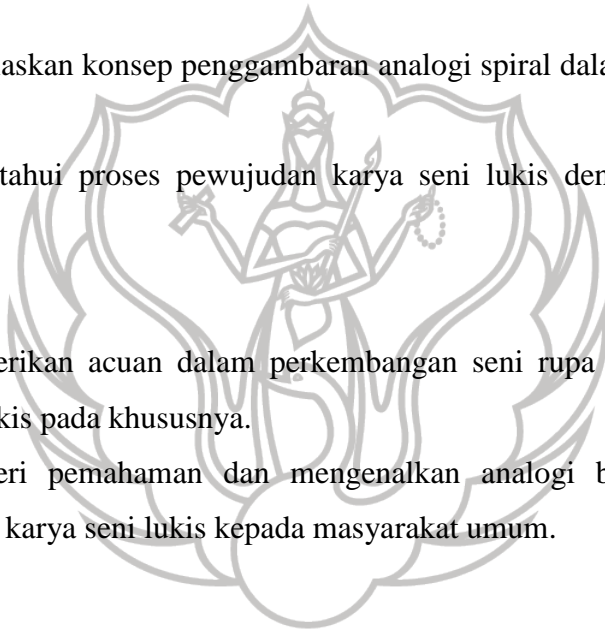 askan konsep penggambaran analogi spiral dala
tahui proses pewujudan karya seni lukis den
erikan acuan dalam perkembangan seni rupa
kis pada khususnya.
eri pemahaman dan mengenalkan analogi b
karya seni lukis kepada masyarakat umum.